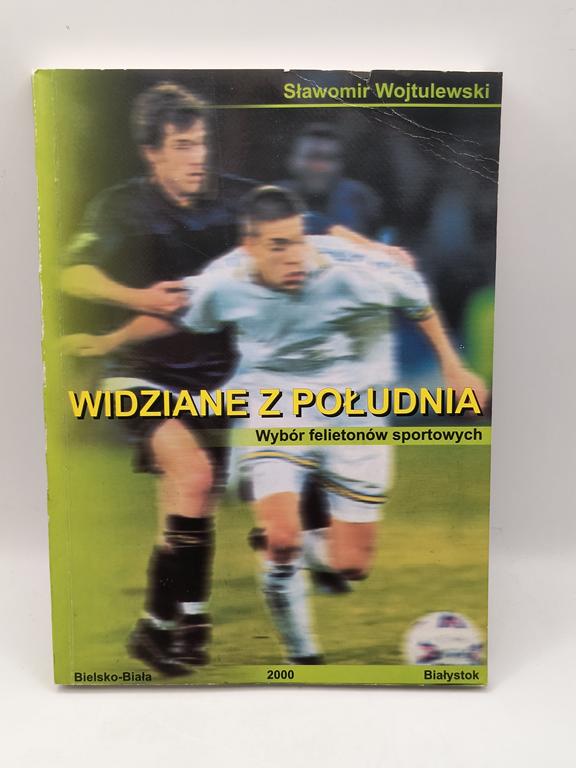 Sławomir Wojtulewski
WIDZIANE Z POŁUDNIA
Wybór felietonów sportowych
Bielsko-Biała 2000 Białystok